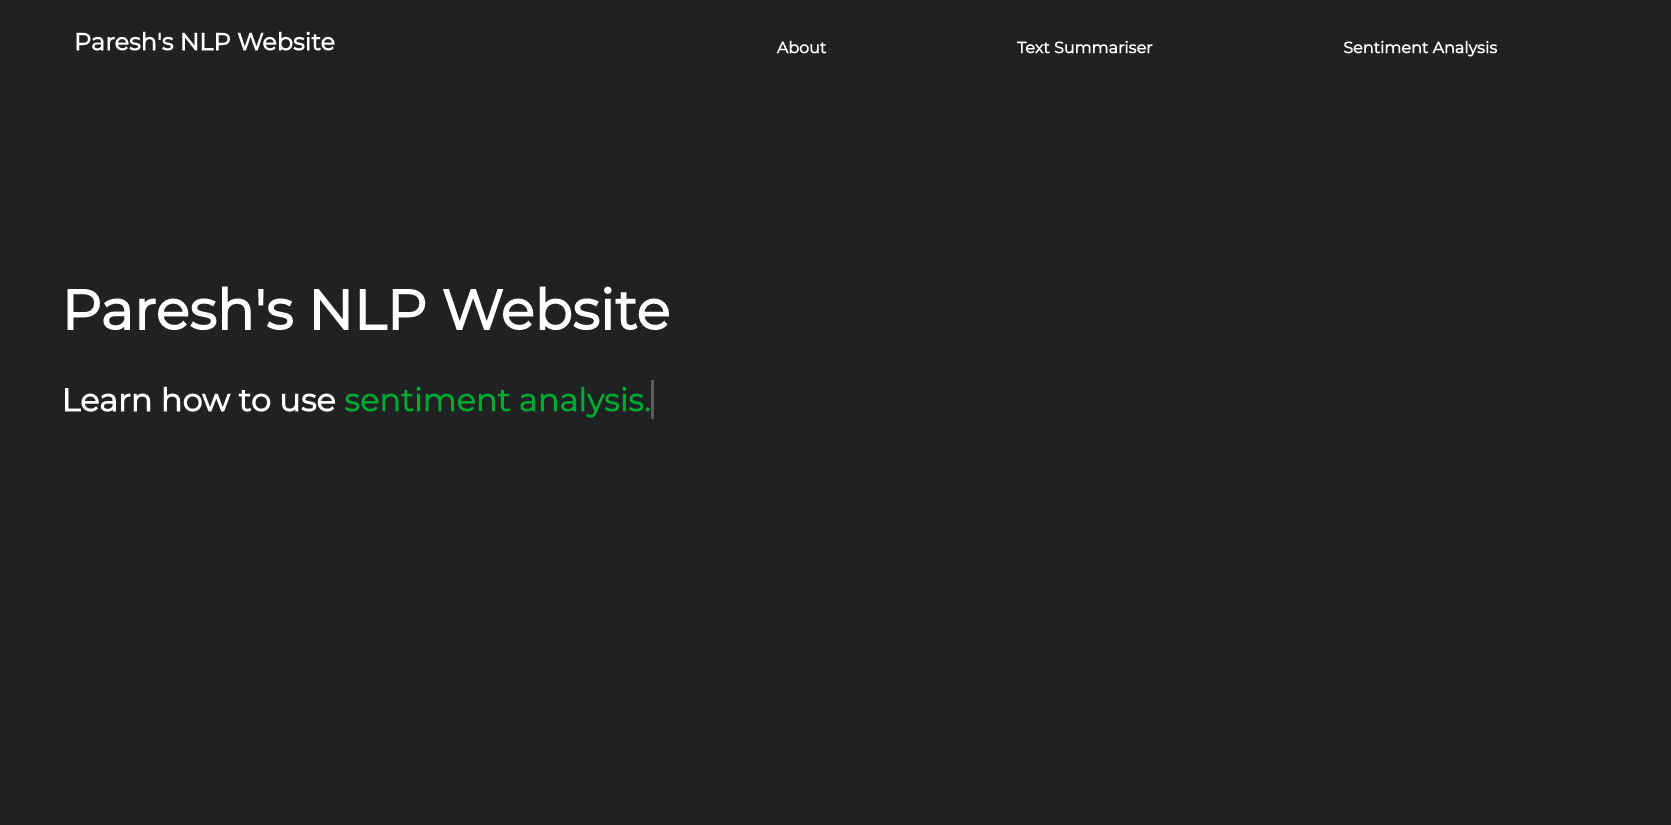 Paresh's NLP Website
About
Text Summariser
Sentiment Analysis
Paresh's NLP Website
Learn how to use sentiment analysis.